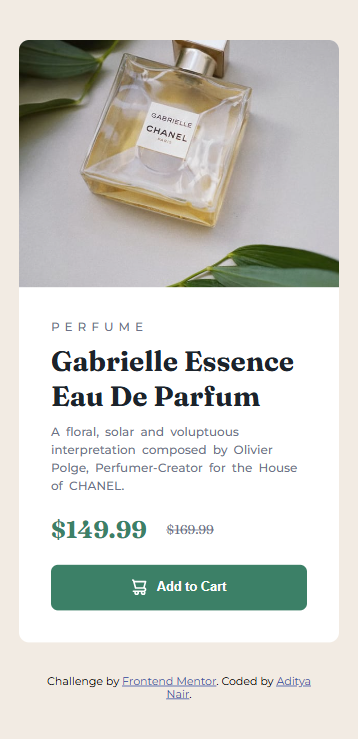 GABRIELLE
CHANEL
PARIS
PERFUME
Gabrielle Essence
Eau De Parfum
A floral, solar and voluptuous
interpretation composed by Olivier
Polge, Perfumer-Creator for the House
of CHANEL.
$149.99 $169.99
Add to Cart
Challenge by Frontend Mentor. Coded by Aditya
Nair.